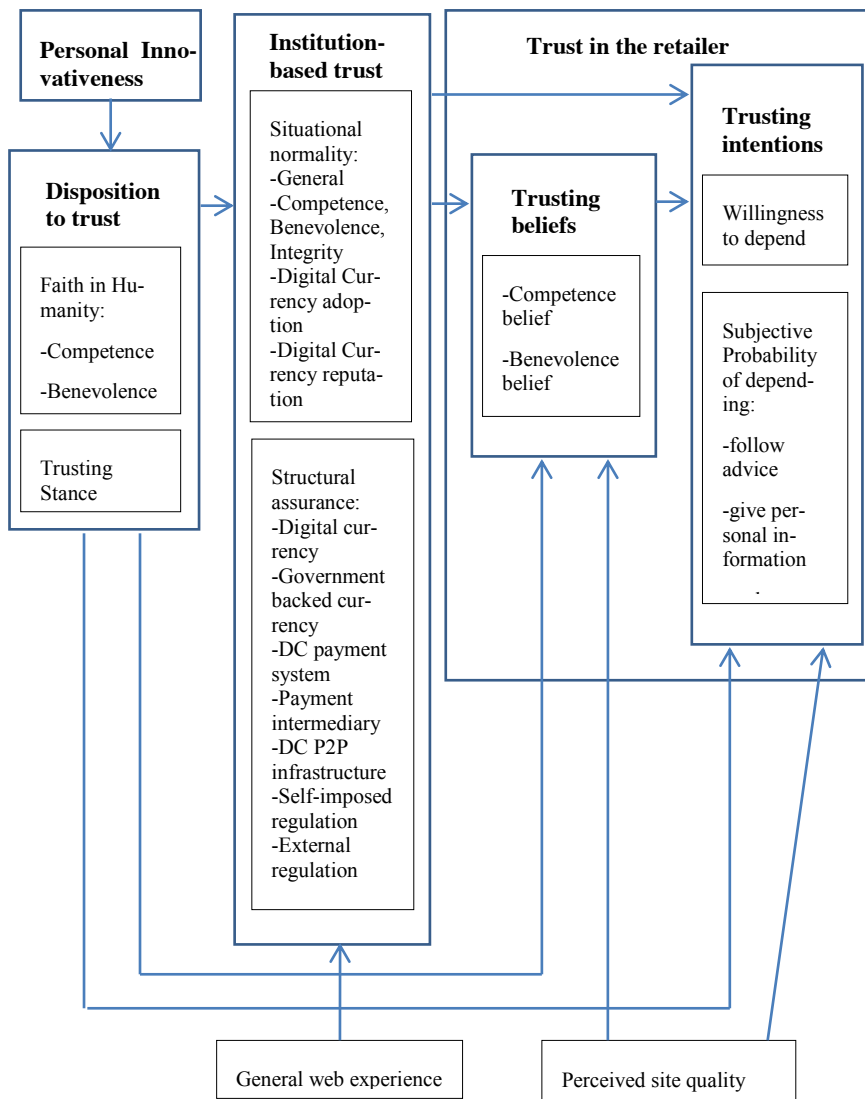 Personal Inno-
vativeness
Disposition
to trust
Faith in Hu-
manity:
-Competence
-Benevolence
Trusting
Stance
Institution-
based trust
Situational
normality:
-General
-Competence,
Benevolence,
Integrity
-Digital
Currency adop-
tion
-Digital Currency
reputa-
tion
Structural
assurance:
-Digital cur-
rency
-Government
backed cur-
rency
-DC payment
system
-Payment
intermediary
-DC P2P
infrastructure
-Self-imposed
regulation
-External
regulation
Trust in the retailer
Trusting
beliefs
-Competence
belief
-Benevolence
belief
Trusting
intentions
Willingness
to depend
Subjective
Probability
of depend-
ing:
-follow
advice
-give per-
sonal in-
formation
General web experience
Perceived site quality